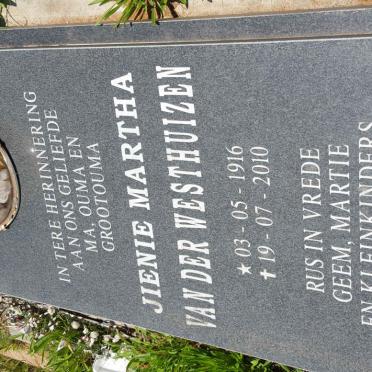 IN TERE HERINNERING
AAN ONS GELIEFDE
MA, OUMA EN
GROOTOUMA
JIENIE MARTHA
VAN DER WESTHUIZEN
★ 03 - 05 - 1916
✝ 19 - 07 - 2010
RUS IN VREDE
GEEM, MARTIE
EN KLEINKINDERS